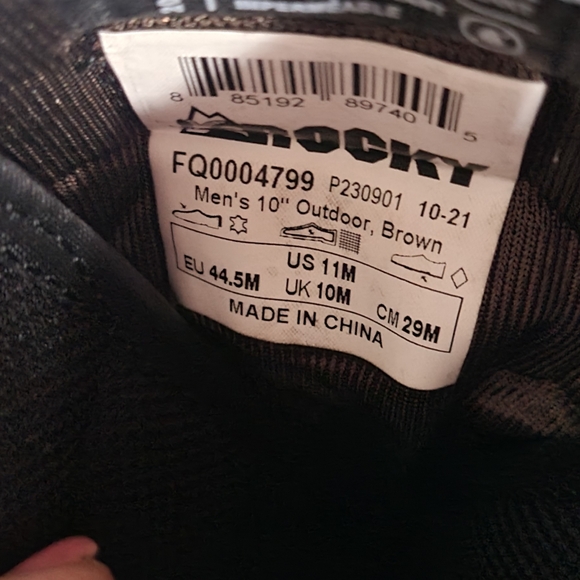 8 85192 89740 5
ROCKY
FQ0004799 P230901 10-21
Men's 10" Outdoor, Brown
US 11M
EU 44.5M UK 10M CM 29M
MADE IN CHINA